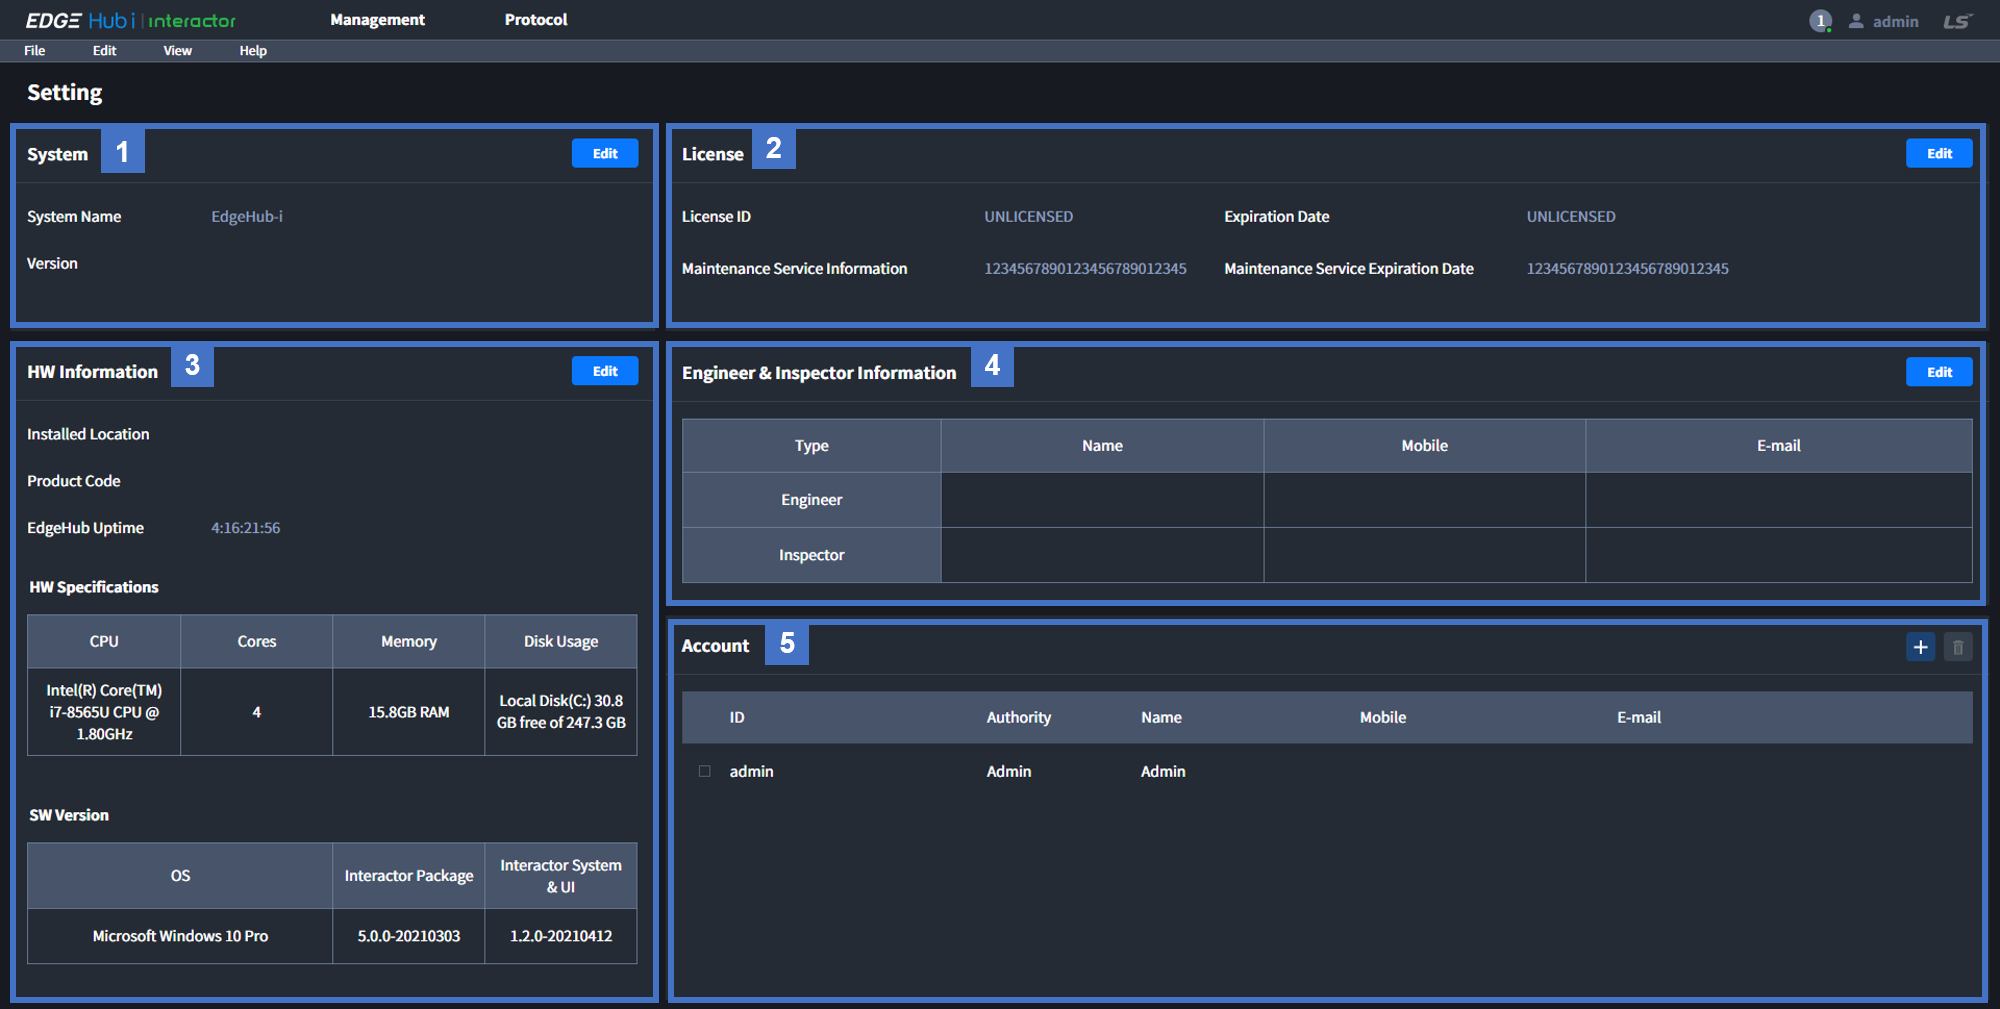 EDGE Hub i | interactor
Management
Protocol
1
admin
LS
File
Edit
View
Help
Setting
System
1
Edit
System Name
EdgeHub-i
Version
License
2
Edit
License ID
UNLICENSED
Expiration Date
UNLICENSED
Maintenance Service Information
1234567890123456789012345
Maintenance Service Expiration Date
1234567890123456789012345
HW Information
3
Edit
Installed Location
Product Code
EdgeHub Uptime
4:16:21:56
HW Specifications
CPU
Cores
Memory
Disk Usage
Intel(R) Core(TM)
i7-8565U CPU @
1.80GHz
4
15.8GB RAM
Local Disk(C:) 30.8
GB free of 247.3 GB
SW Version
OS
Interactor Package
Interactor System
& UI
Microsoft Windows 10 Pro
5.0.0-20210303
1.2.0-20210412
Engineer & Inspector Information
4
Edit
Type
Name
Mobile
E-mail
Engineer
Inspector
Account
5
ID
Authority
Name
Mobile
E-mail
admin
Admin
Admin